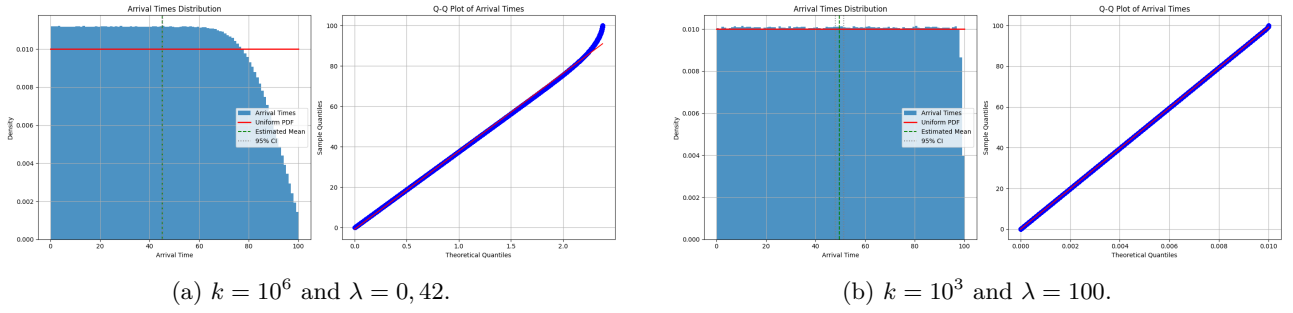 Arrival Times Distribution
0.010
0.008
0.006
0.004
0.002
0.000
Density
0
20
40
60
80
100
Arrival Time
Arrival Times
Uniform PDF
Estimated Mean
95% CI
Q-Q Plot of Arrival Times
100
80
60
40
20
0
Sample Quantiles
0.0
0.5
1.0
1.5
2.0
Theoretical Quantiles
(a) k = 10⁶ and λ = 0, 42.
Arrival Times Distribution
0.010
0.008
0.006
0.004
0.002
0.000
Density
0
20
40
60
80
100
Arrival Time
Arrival Times
Uniform PDF
Estimated Mean
95% CI
Q-Q Plot of Arrival Times
100
80
60
40
20
0
Sample Quantiles
0.000
0.002
0.004
0.006
0.008
0.010
Theoretical Quantiles
(b) k = 10³ and λ = 100.